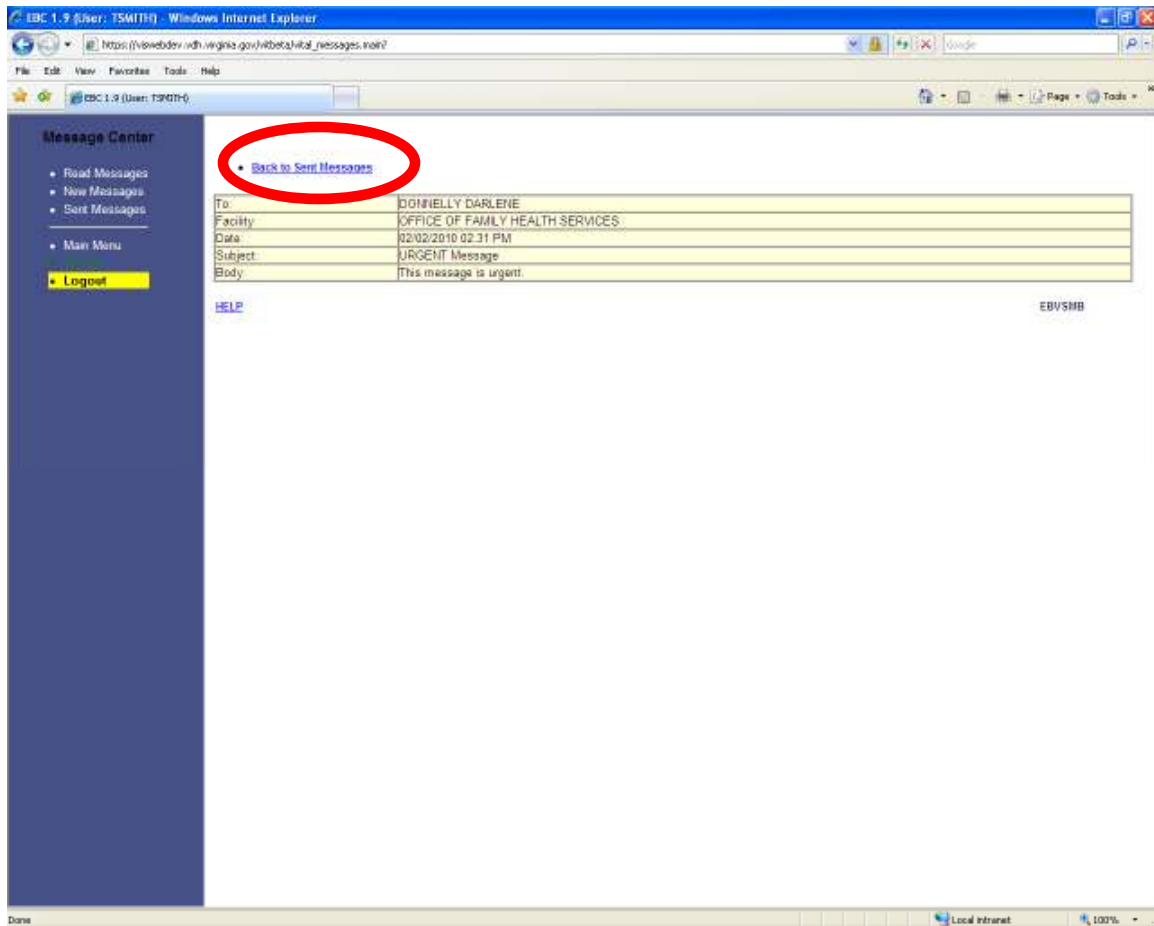 EBC 1.9 (User: TSMITH) - Windows Internet Explorer
https://viswebdev.vdh.virginia.gov/vitbeta/vital_messages.main?
Google
File Edit View Favorites Tools Help
EBC 1.9 (User: TSMITH)
Page Tools
Message Center
Read Messages
New Messages
Sent Messages
Main Menu
Logout
Back to Sent Messages
To: DONNELLY DARLENE
Facility: OFFICE OF FAMILY HEALTH SERVICES
Date: 02/02/2010 02:31 PM
Subject: URGENT Message
Body: This message is urgent.
HELP EBVSMB
Done Local intranet 100%